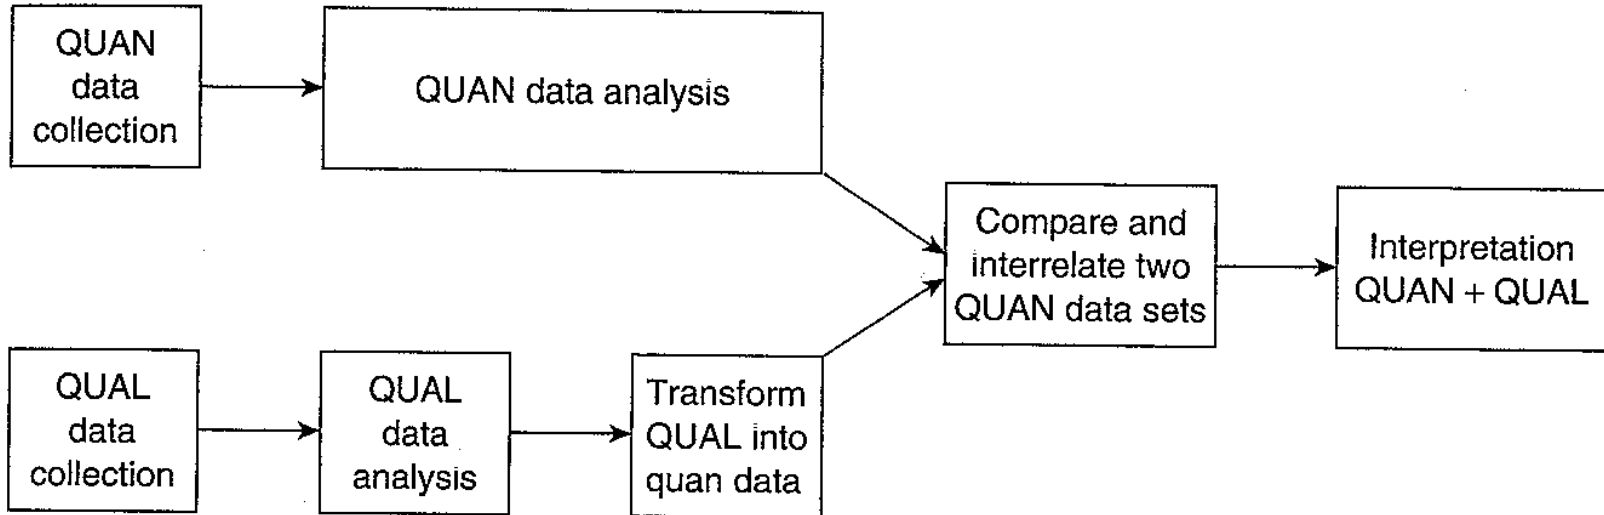 QUAN
data
collection
QUAN data analysis
Compare and
interrelate two
QUAN data sets
Interpretation
QUAN + QUAL
QUAL
data
collection
QUAL
data
analysis
Transform
QUAL into
quan data